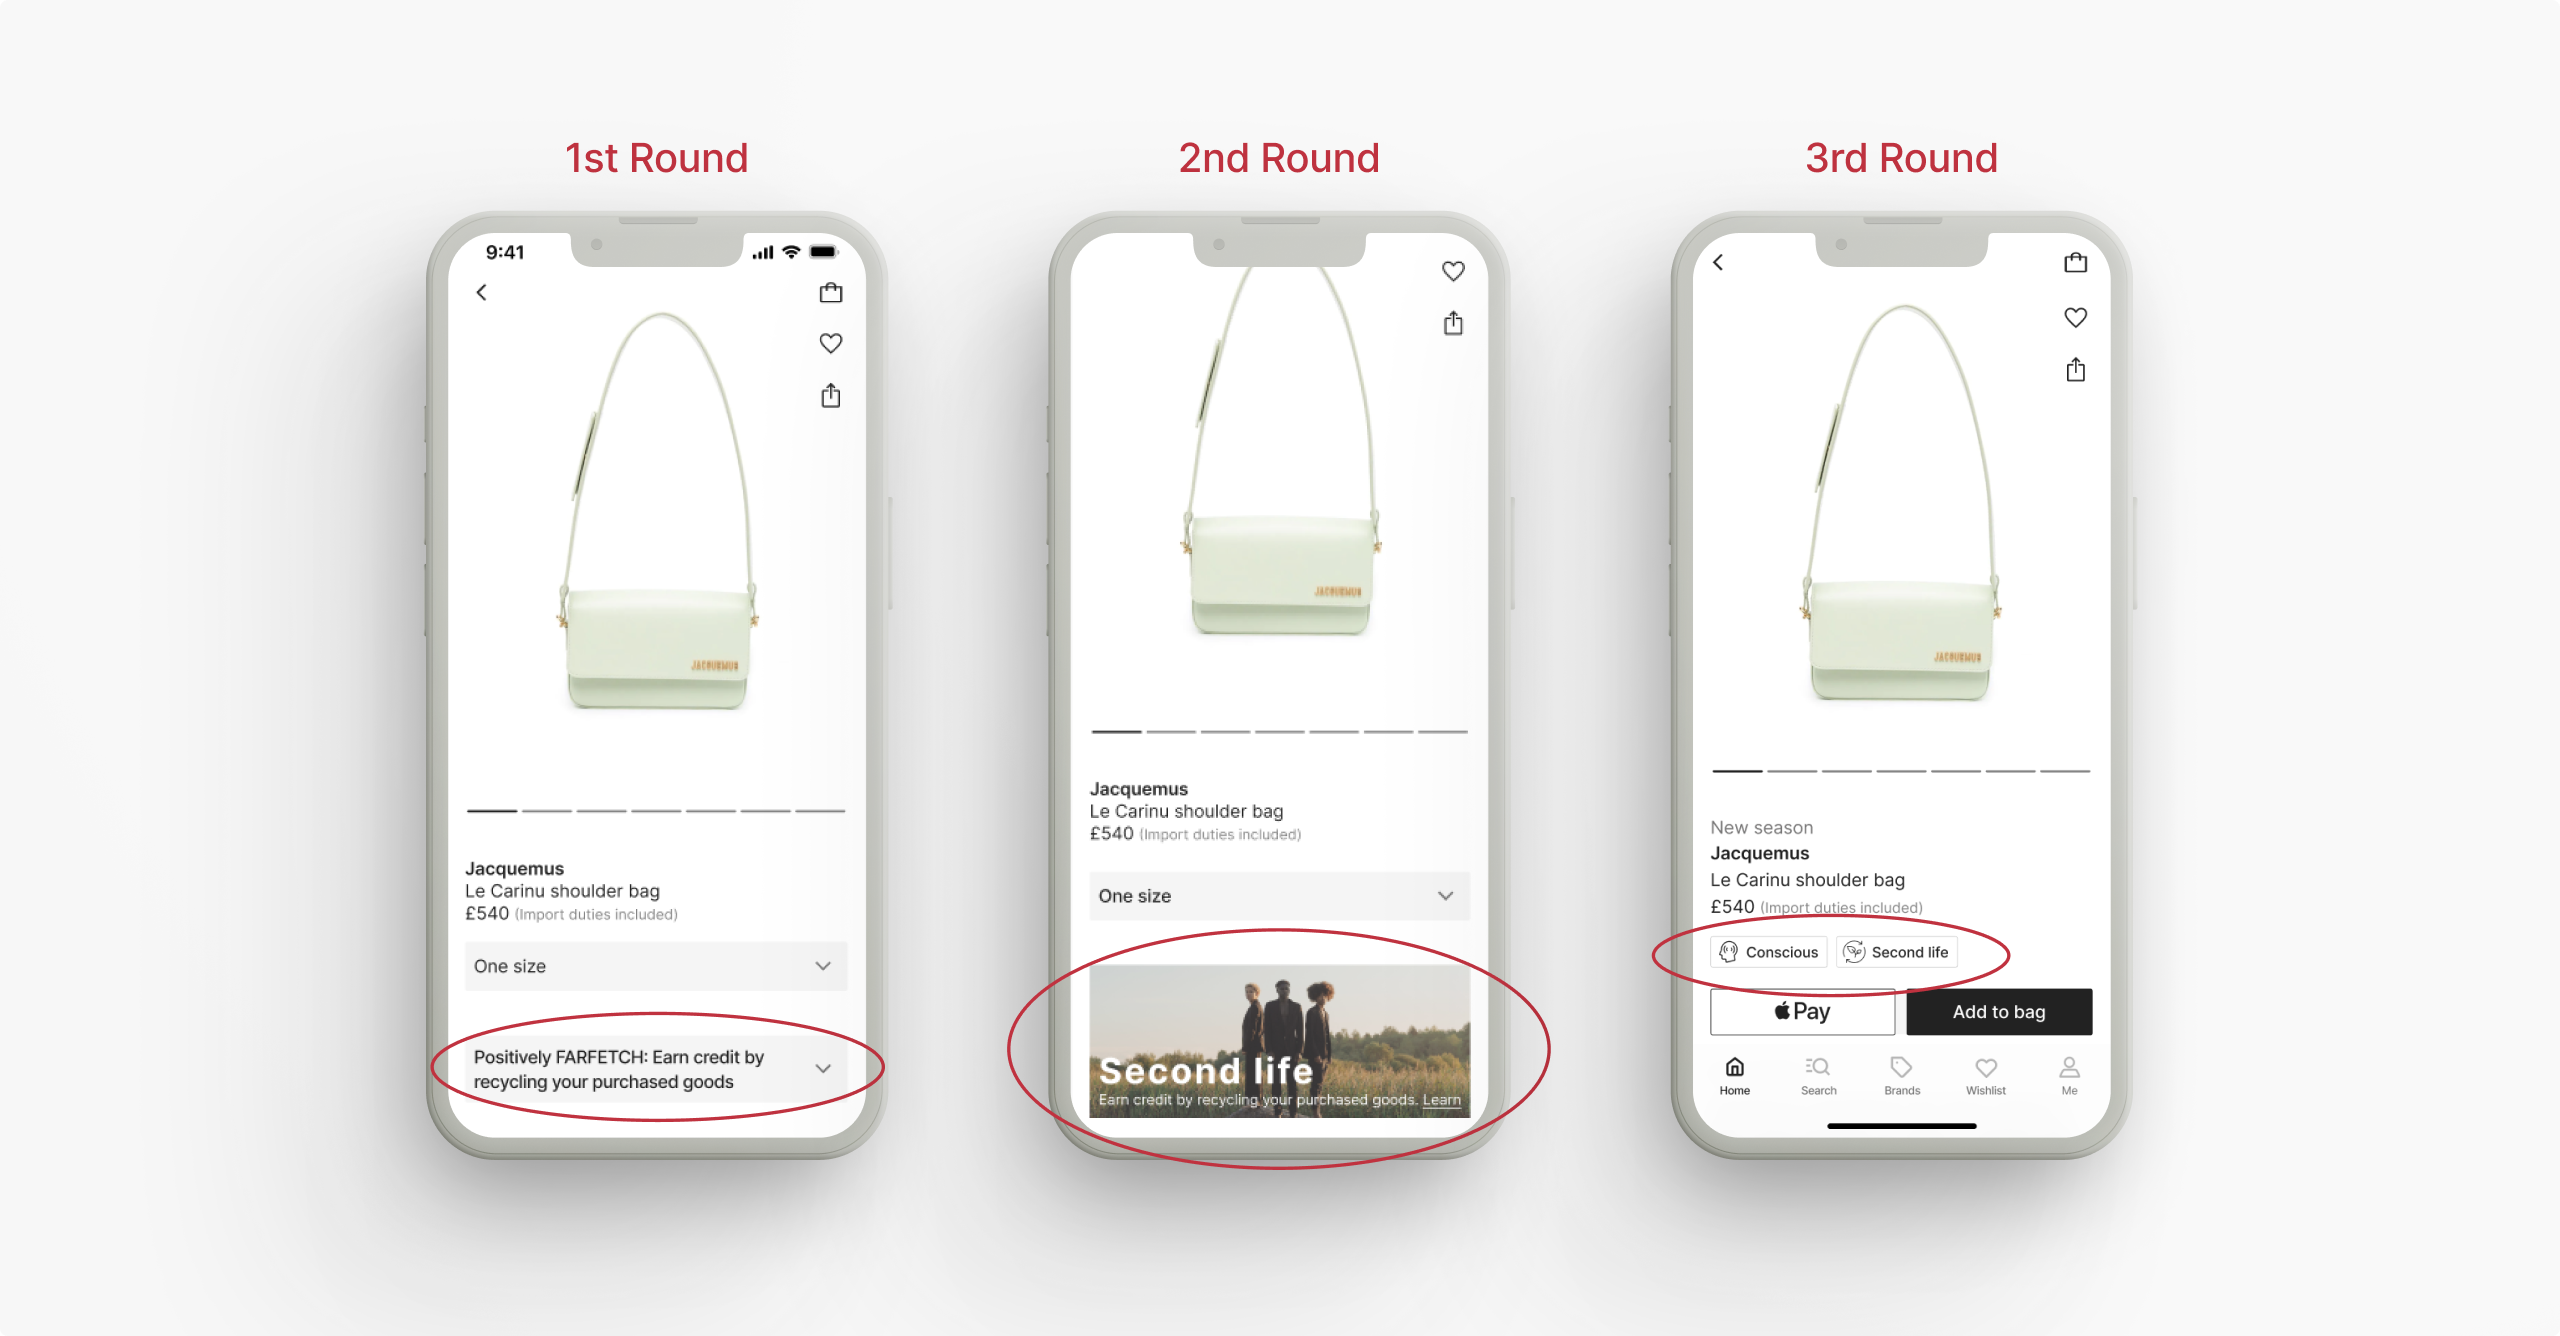 1st Round
9:41
JACQUEMUS
Jacquemus
Le Carinu shoulder bag
£540 (Import duties included)
One size
Positively FARFETCH: Earn credit by
recycling your purchased goods
2nd Round
JACQUEMUS
Jacquemus
Le Carinu shoulder bag
£540 (Import duties included)
One size
Second life
Earn credit by recycling your purchased goods. Learn
3rd Round
JACQUEMUS
New season
Jacquemus
Le Carinu shoulder bag
£540 (Import duties included)
Conscious Second life
Pay Add to bag
Home Search Brands Wishlist Me